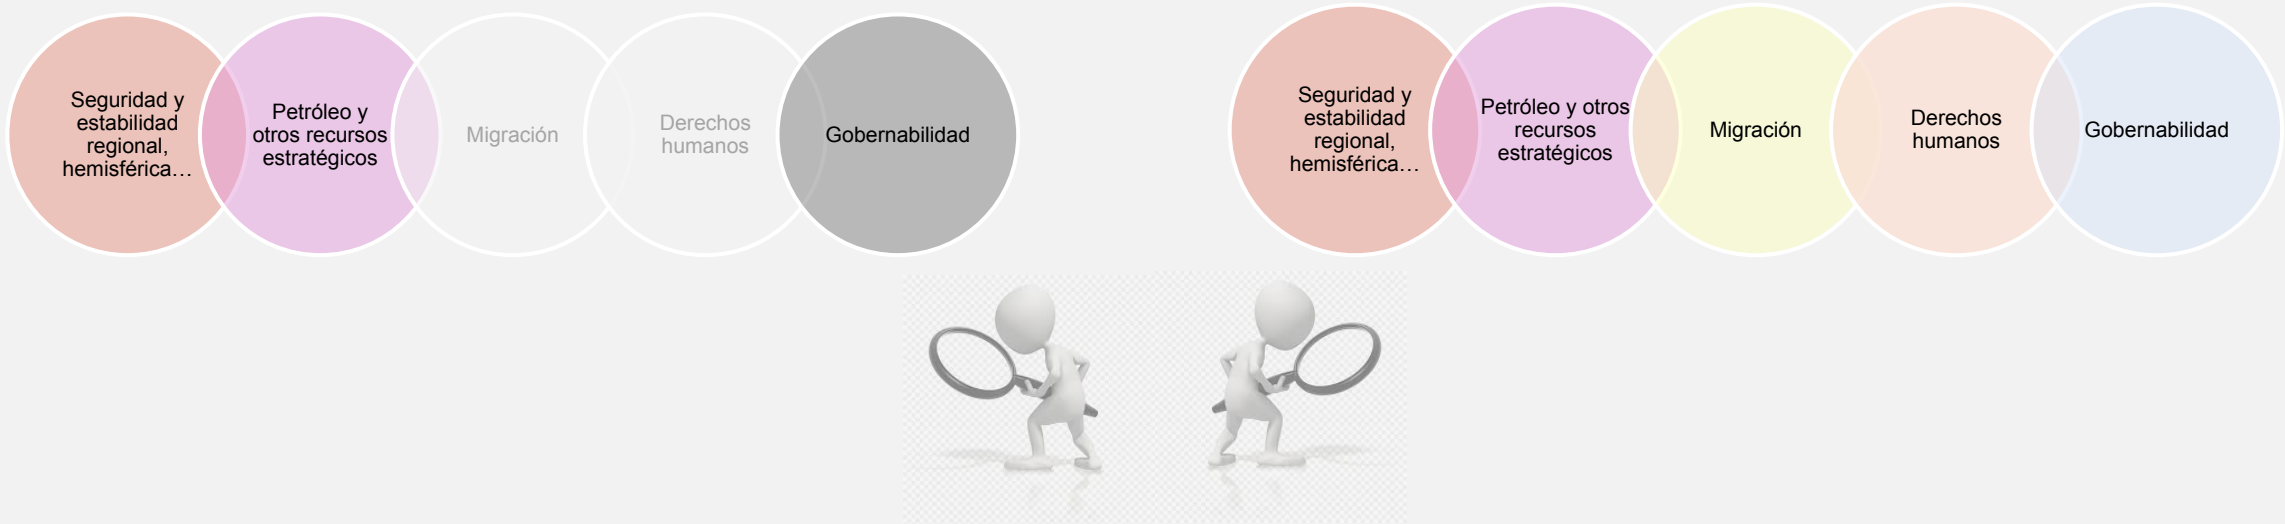 Seguridad y
estabilidad
regional,
hemisférica…
Petróleo y
otros recursos
estratégicos
Migración
Derechos
humanos
Gobernabilidad
Seguridad y
estabilidad
regional,
hemisférica…
Petróleo y otros
recursos
estratégicos
Migración
Derechos
humanos
Gobernabilidad